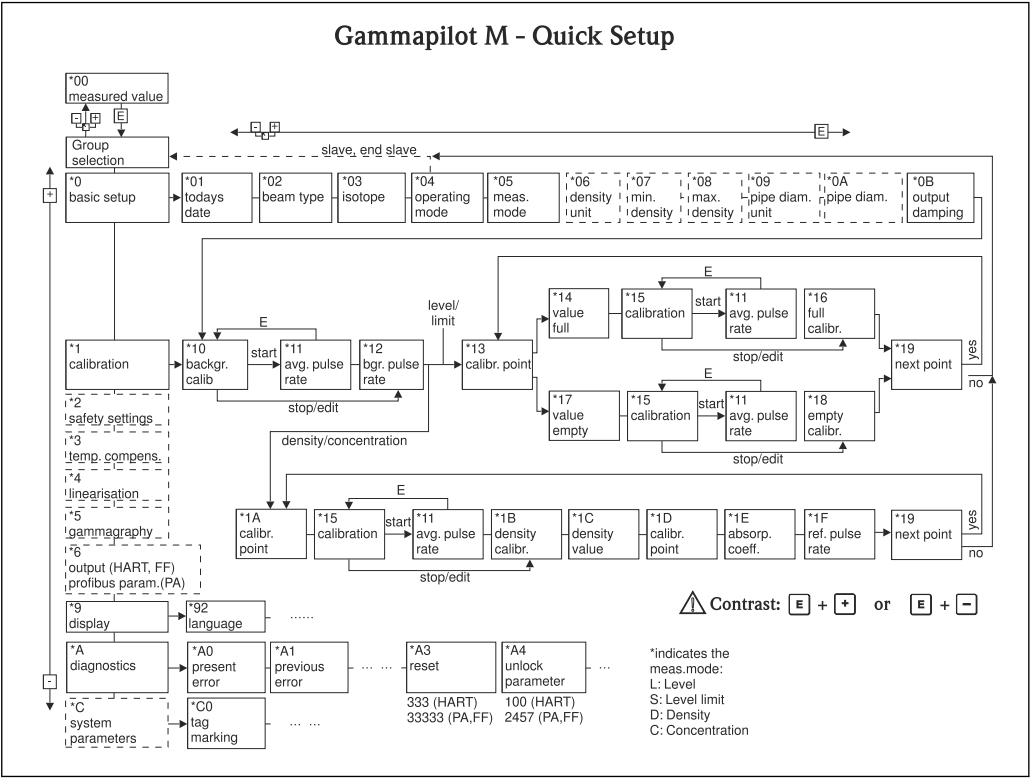 Gammapilot M - Quick Setup
*00
measured value
- +
E
Group
selection
- +
E
slave, end slave
+
*0
basic setup
*01
todays
date
*02
beam type
*03
isotope
*04
operating
mode
*05
meas.
mode
*06
density
unit
*07
min.
density
*08
max.
density
*09
pipe diam.
unit
*0A
pipe diam.
*0B
output
damping
*1
calibration
*10
backgr.
calib
E
start
*11
avg. pulse
rate
*12
bgr. pulse
rate
stop/edit
level/
limit
density/concentration
*13
calibr. point
*14
value
full
*15
calibration
E
start
*11
avg. pulse
rate
*16
full
calibr.
stop/edit
*17
value
empty
*15
calibration
E
start
*11
avg. pulse
rate
*18
empty
calibr.
stop/edit
*19
next point
yes
no
*2
safety settings
*3
temp. compens.
*4
linearisation
*5
gammagraphy
*6
output (HART, FF)
profibus param.(PA)
*1A
calibr.
point
*15
calibration
E
start
*11
avg. pulse
rate
*1B
density
calibr.
stop/edit
*1C
density
value
*1D
calibr.
point
*1E
absorp.
coeff.
*1F
ref. pulse
rate
*19
next point
yes
no
*9
display
*92
language
......
Contrast: E + + or E + -
*A
diagnostics
*A0
present
error
*A1
previous
error
... ...
*A3
reset
333 (HART)
33333 (PA,FF)
*A4
unlock
parameter
100 (HART)
2457 (PA,FF)
...
-
*C
system
parameters
*C0
tag
marking
... ...
*indicates the
meas.mode:
L: Level
S: Level limit
D: Density
C: Concentration